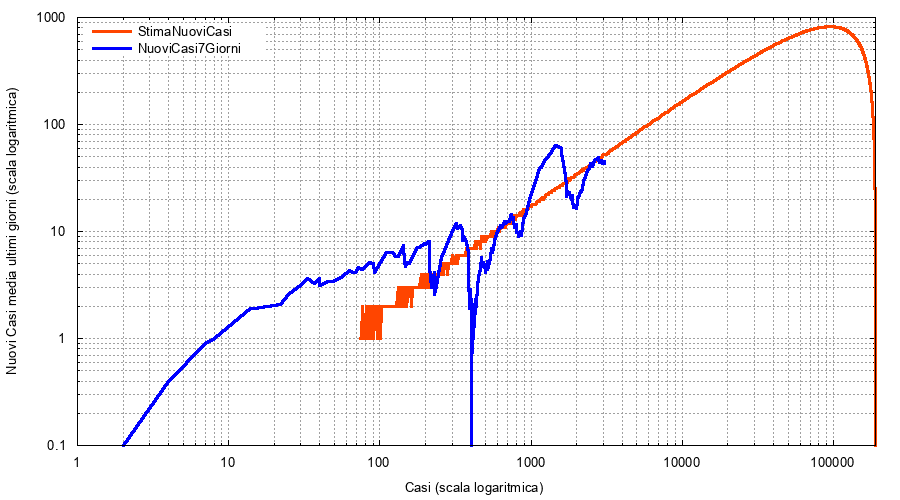 1000
100
10
1
0.1
StimaNuoviCasi
NuoviCasi7Giorni
Nuovi Casi media ultimi giorni (scala logaritmica)
1 10 100 1000 10000 100000
Casi (scala logaritmica)